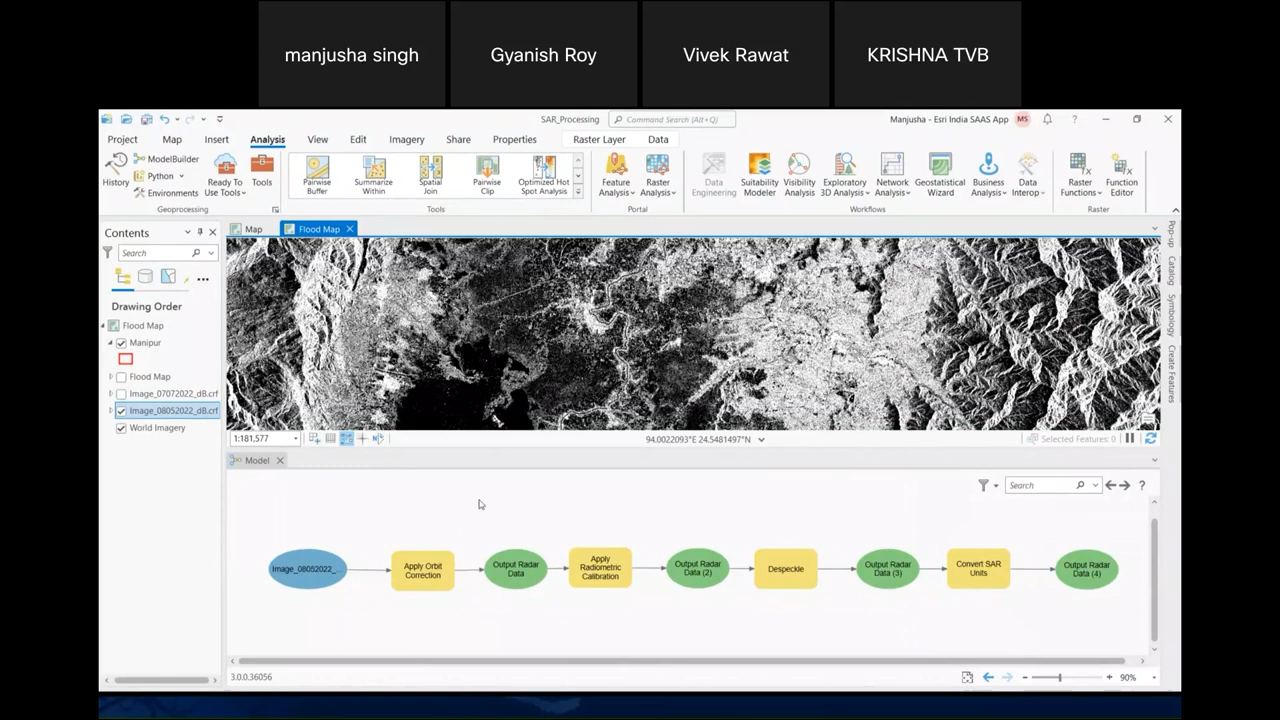 manjusha singh
Gyanish Roy
Vivek Rawat
KRISHNA TVB
SAR_Processing
Command Search (Alt+Q)
Manjusha - Esri India SAAS App
MS
?
Project
Map
Insert
Analysis
View
Edit
Imagery
Share
Properties
Raster Layer
Data
History
ModelBuilder
Python
Environments
Ready To
Use Tools
Tools
Pairwise
Buffer
Summarize
Within
Spatial
Join
Pairwise
Clip
Optimized Hot
Spot Analysis
Feature
Analysis
Raster
Analysis
Data
Engineering
Suitability
Modeler
Visibility
Analysis
Exploratory
3D Analysis
Network
Analysis
Geostatistical
Wizard
Business
Analysis
Data
Interop
Raster
Functions
Function
Editor
Geoprocessing
Tools
Portal
Workflows
Raster
Contents
Search
Drawing Order
Flood Map
Manipur
Flood Map
Image_07072022_dB.crf
Image_08052022_dB.crf
World Imagery
Map
Flood Map
Pop-up
Catalog
Symbology
Create Features
1:181,577
94.0022093°E 24.5481497°N
Selected Features: 0
Model
Search
?
Image_08052022_...
Apply Orbit
Correction
Output Radar
Data
Apply
Radiometric
Calibration
Output Radar
Data (2)
Despeckle
Output Radar
Data (3)
Convert SAR
Units
Output Radar
Data (4)
3.0.0.36056
90%